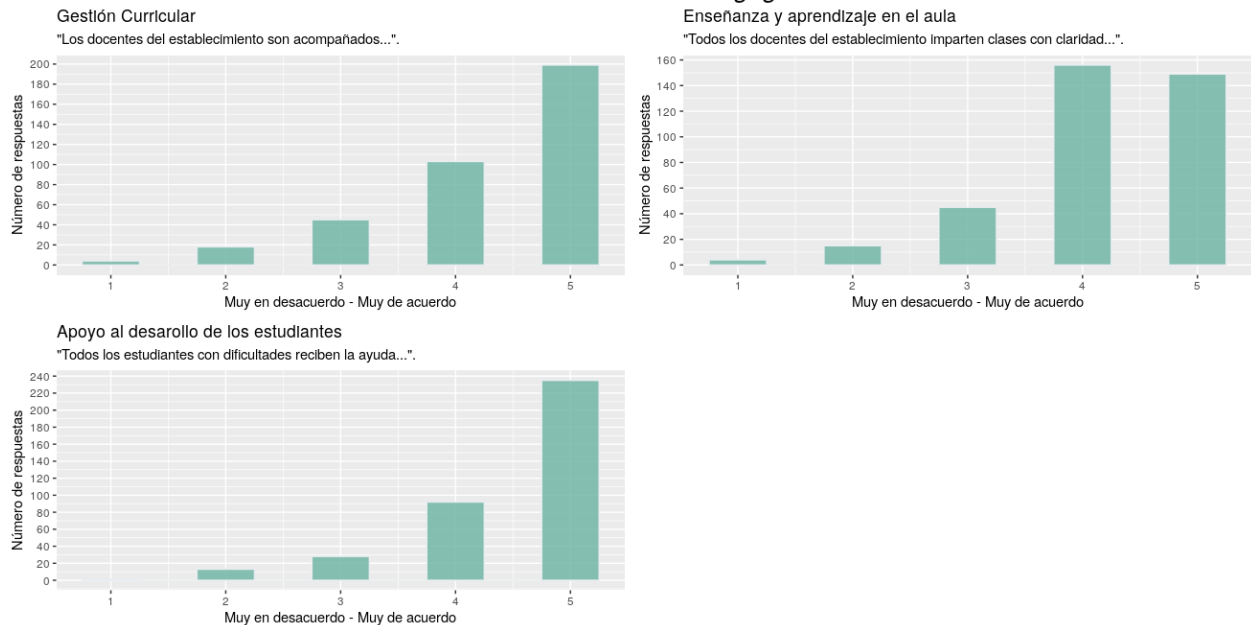 Gestión Curricular
"Los docentes del establecimiento son acompañados...".
Número de respuestas
200
180
160
140
120
100
80
60
40
20
0
1 2 3 4 5
Muy en desacuerdo - Muy de acuerdo
Enseñanza y aprendizaje en el aula
"Todos los docentes del establecimiento imparten clases con claridad...".
Número de respuestas
160
140
120
100
80
60
40
20
0
1 2 3 4 5
Muy en desacuerdo - Muy de acuerdo
Apoyo al desarollo de los estudiantes
"Todos los estudiantes con dificultades reciben la ayuda...".
Número de respuestas
240
220
200
180
160
140
120
100
80
60
40
20
0
1 2 3 4 5
Muy en desacuerdo - Muy de acuerdo